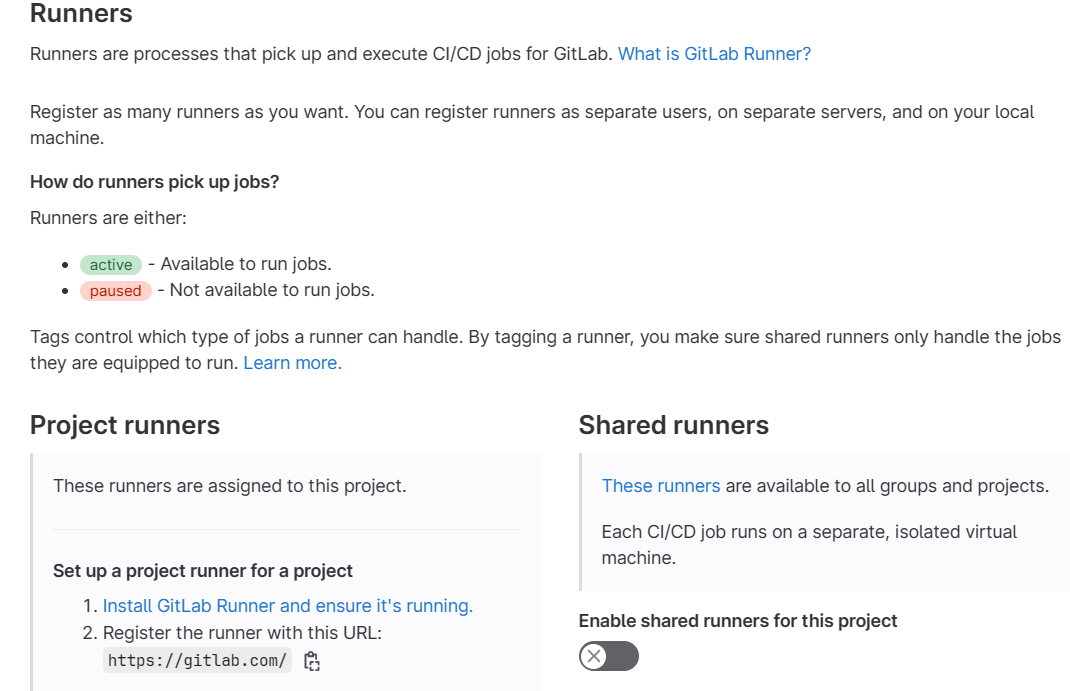 Runners
Runners are processes that pick up and execute CI/CD jobs for GitLab. What is GitLab Runner?
Register as many runners as you want. You can register runners as separate users, on separate servers, and on your local
machine.
How do runners pick up jobs?
Runners are either:
• active - Available to run jobs.
• paused - Not available to run jobs.
Tags control which type of jobs a runner can handle. By tagging a runner, you make sure shared runners only handle the jobs
they are equipped to run. Learn more.
Project runners
These runners are assigned to this project.
Set up a project runner for a project
1. Install GitLab Runner and ensure it's running.
2. Register the runner with this URL:
https://gitlab.com/
Shared runners
These runners are available to all groups and projects.
Each CI/CD job runs on a separate, isolated virtual
machine.
Enable shared runners for this project